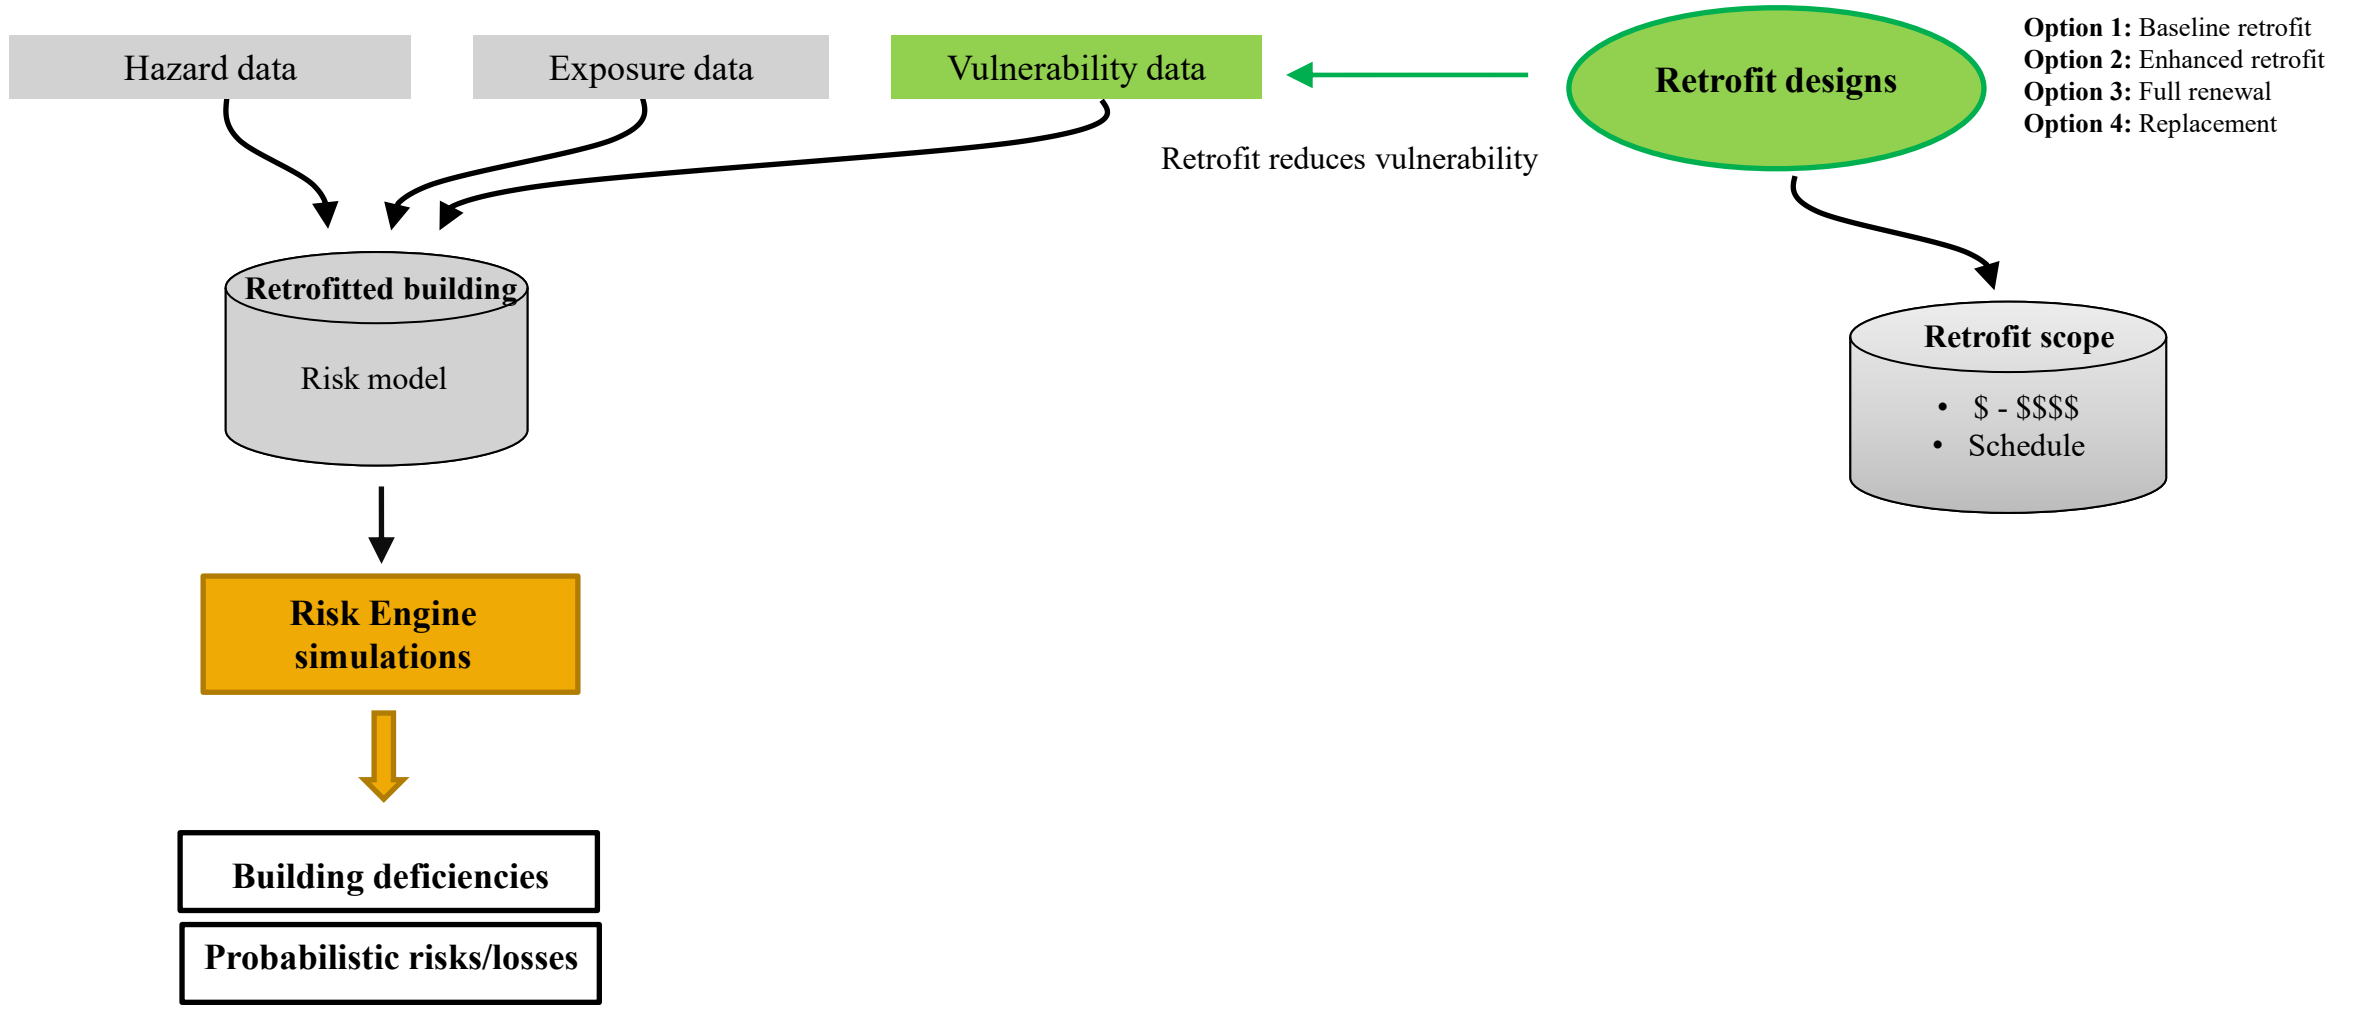 Hazard data
Exposure data
Vulnerability data
Retrofit designs
Option 1: Baseline retrofit
Option 2: Enhanced retrofit
Option 3: Full renewal
Option 4: Replacement
Retrofit reduces vulnerability
Retrofitted building
Risk model
Retrofit scope
• $ - $$$$
• Schedule
Risk Engine
simulations
Building deficiencies
Probabilistic risks/losses